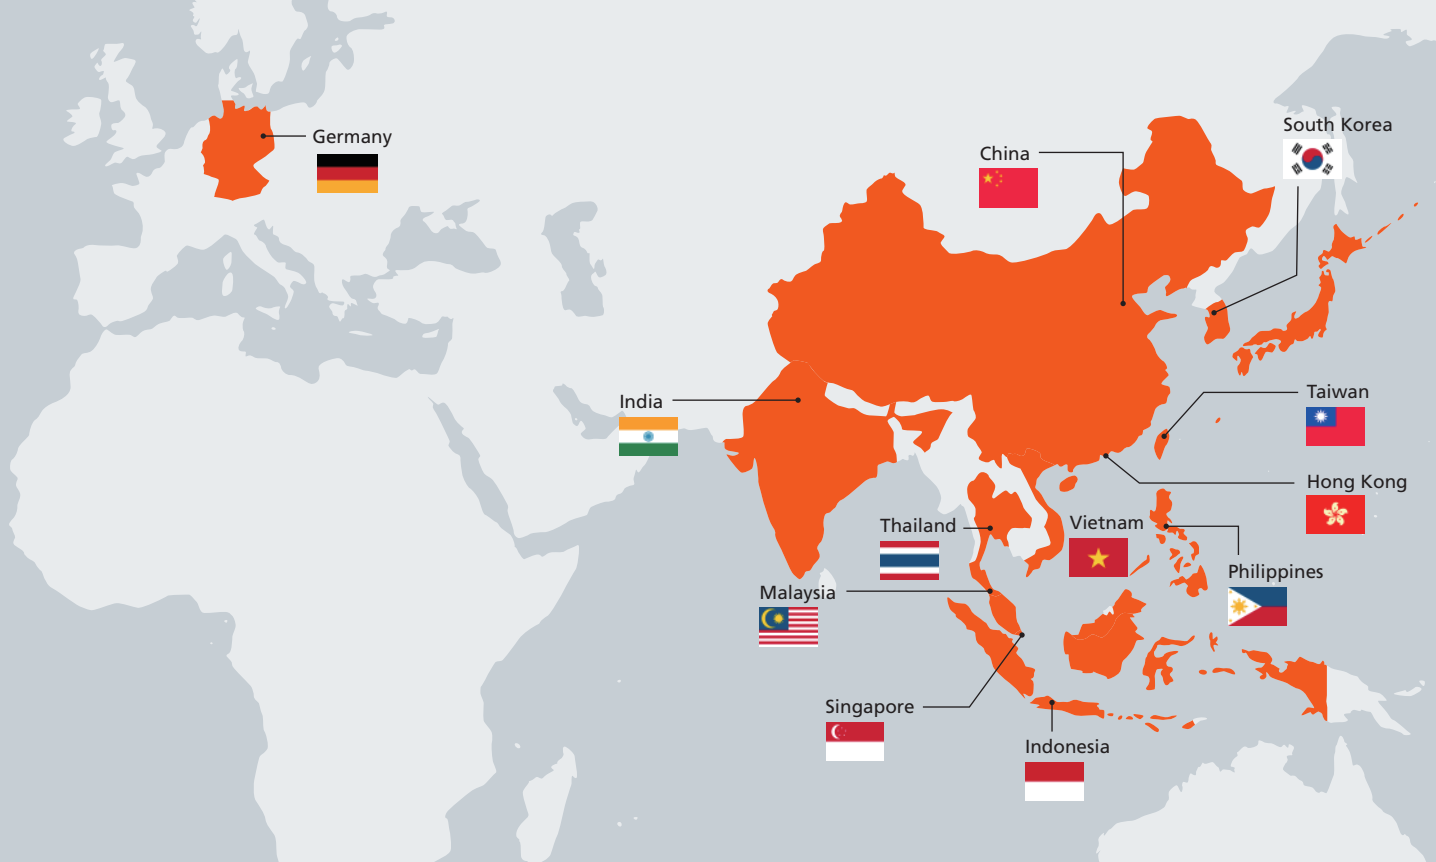 Germany
China
South Korea
India
Taiwan
Hong Kong
Thailand
Vietnam
Philippines
Malaysia
Singapore
Indonesia